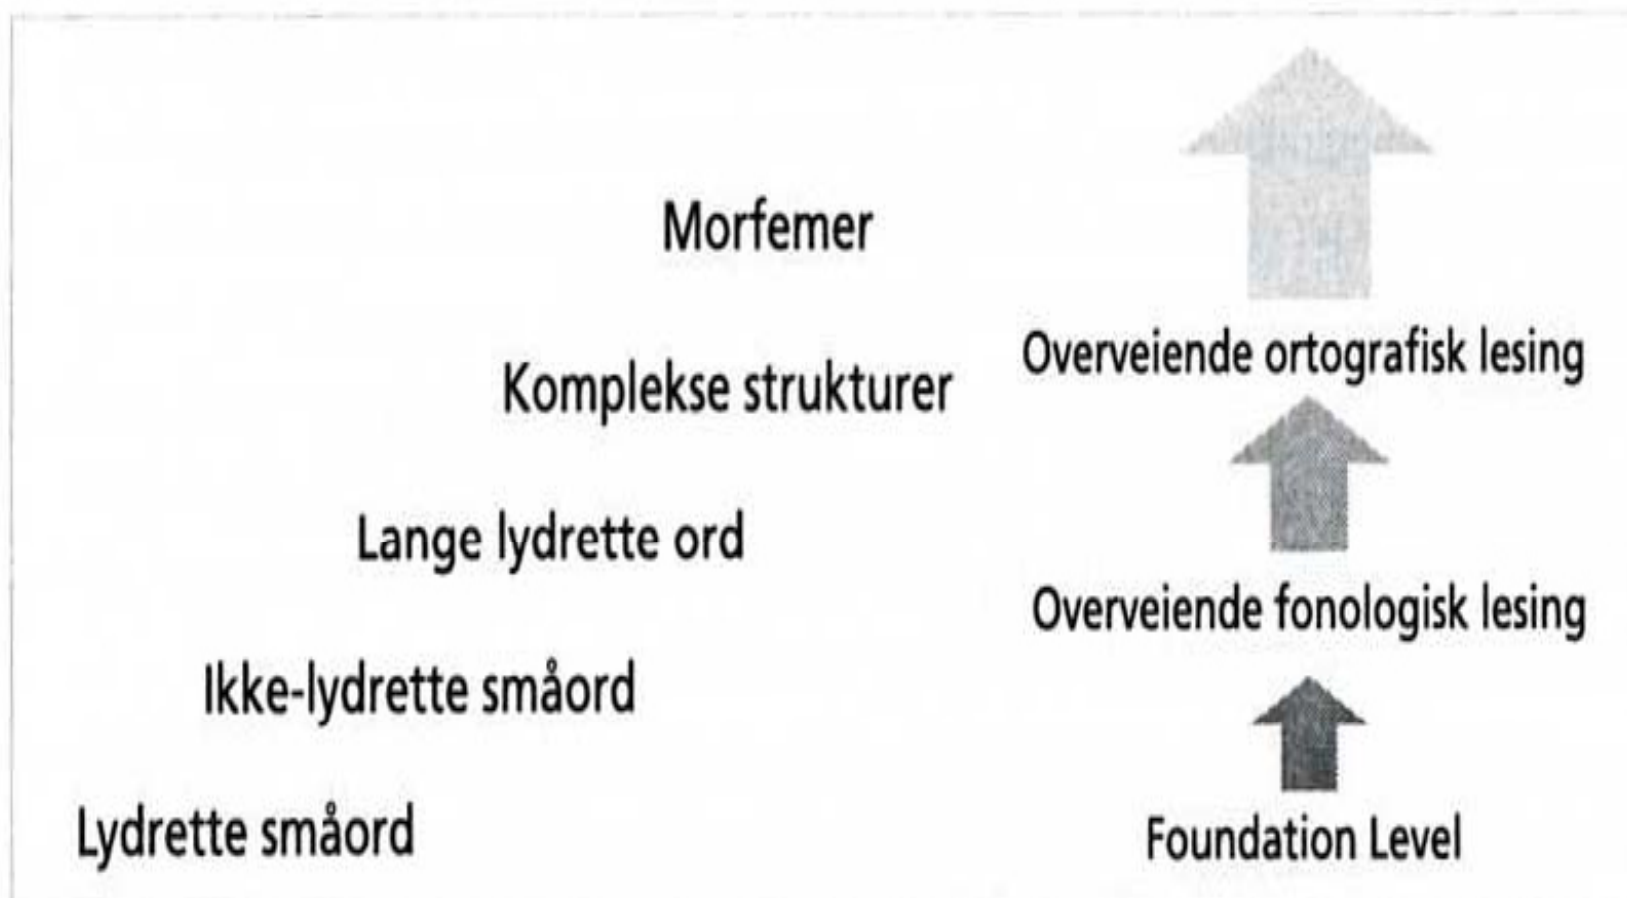 Morfemer
Overveiende ortografisk lesing
Komplekse strukturer
Lange lydrette ord
Overveiende fonologisk lesing
Ikke-lydrette småord
Lydrette småord
Foundation Level